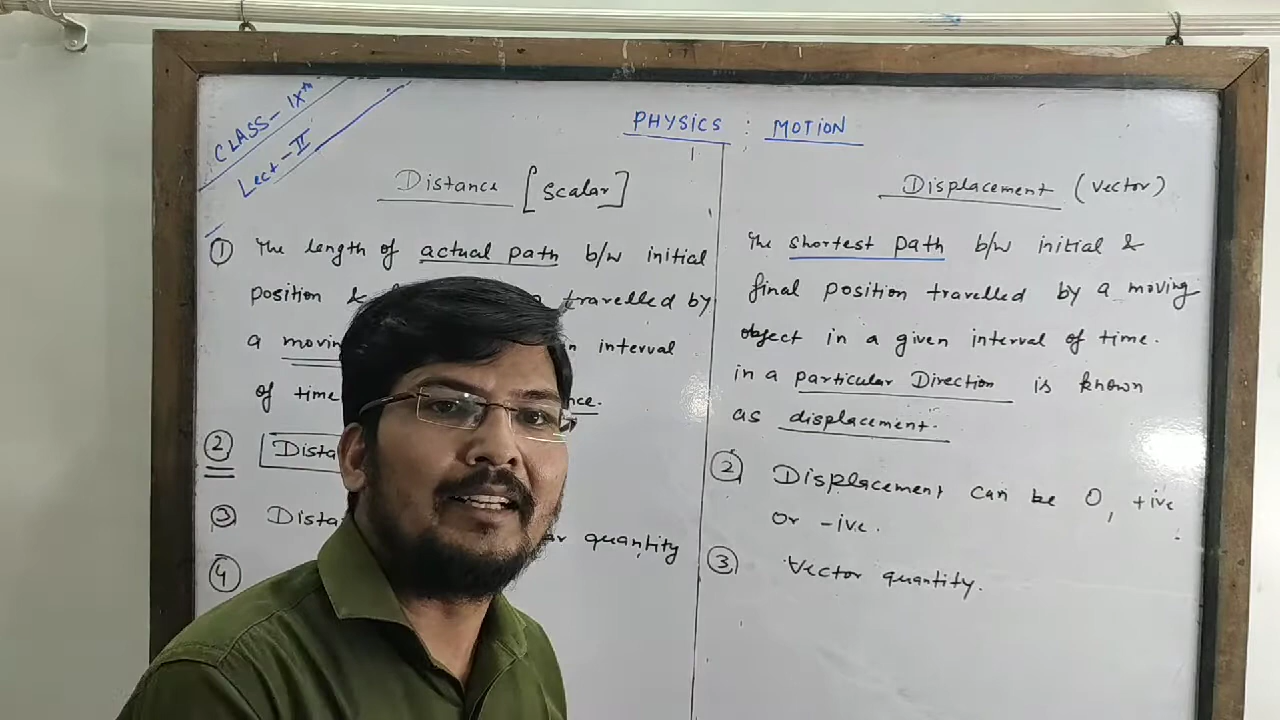 CLASS- IXth
Lect-II
PHYSICS : MOTION
Distance [Scalar]
① The length of actual path b/w initial
position & travelled by
a interval
of time
②
③ quantity
④
Displacement (Vector)
The shortest path b/w initial &
final position travelled by a moving
object in a given interval of time.
in a particular Direction is known
as displacement.
② Displacement can be 0, +ive
or -ive.
③ Vector quantity.